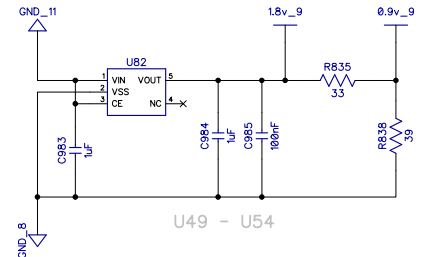 GND_11
1.8v_9
0.9v_9
U82
1 VIN VOUT 5
2 VSS
3 CE NC 4
R835
33
C983
1uF
C984
1uF
C985
100nF
R838
39
U49 - U54
GND_8